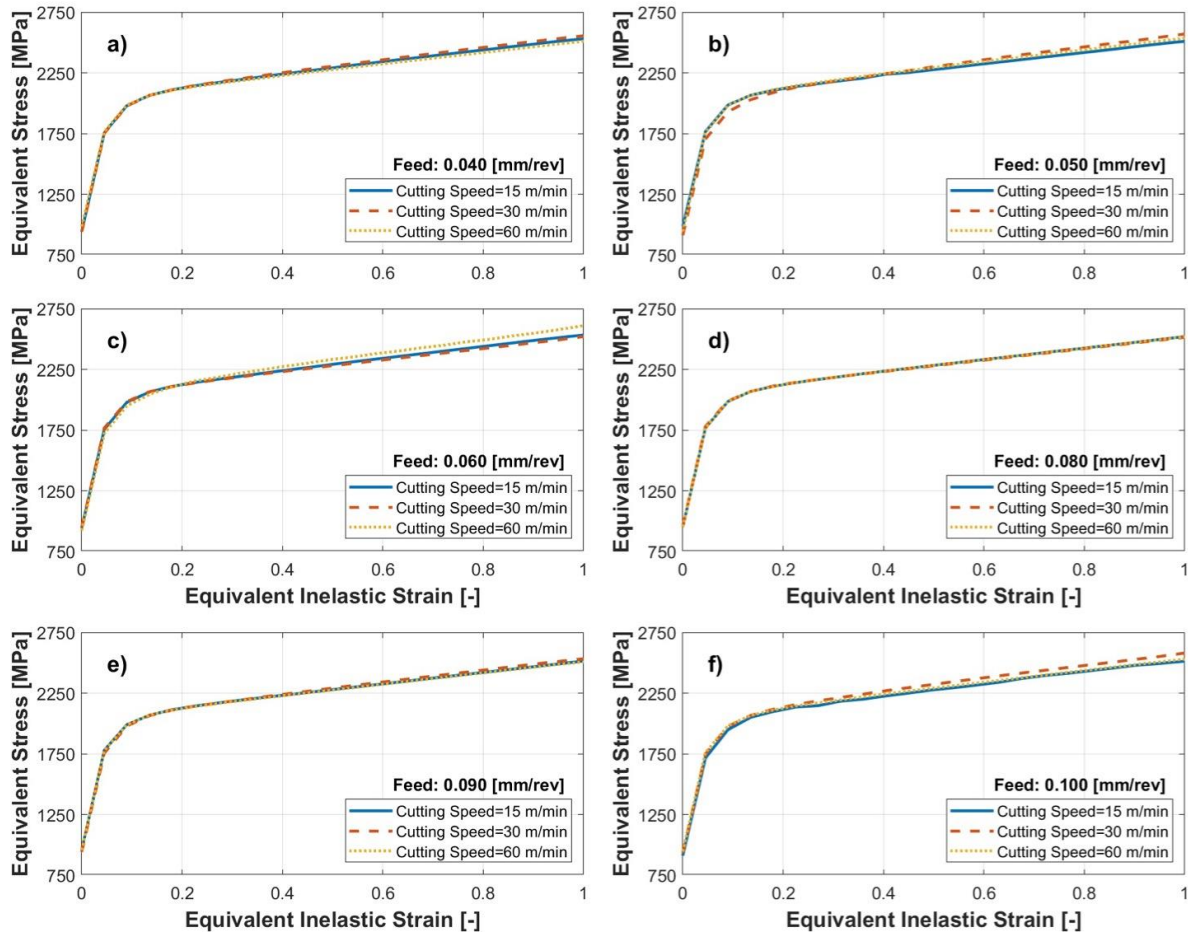 a)
Equivalent Stress [MPa]
2750
2250
1750
1250
750
Feed: 0.040 [mm/rev]
Cutting Speed=15 m/min
Cutting Speed=30 m/min
Cutting Speed=60 m/min
0 0.2 0.4 0.6 0.8 1
b)
Equivalent Stress [MPa]
2750
2250
1750
1250
750
Feed: 0.050 [mm/rev]
Cutting Speed=15 m/min
Cutting Speed=30 m/min
Cutting Speed=60 m/min
0 0.2 0.4 0.6 0.8 1
c)
Equivalent Stress [MPa]
2750
2250
1750
1250
750
Feed: 0.060 [mm/rev]
Cutting Speed=15 m/min
Cutting Speed=30 m/min
Cutting Speed=60 m/min
0 0.2 0.4 0.6 0.8 1
Equivalent Inelastic Strain [-]
d)
Equivalent Stress [MPa]
2750
2250
1750
1250
750
Feed: 0.080 [mm/rev]
Cutting Speed=15 m/min
Cutting Speed=30 m/min
Cutting Speed=60 m/min
0 0.2 0.4 0.6 0.8 1
Equivalent Inelastic Strain [-]
e)
Equivalent Stress [MPa]
2750
2250
1750
1250
750
Feed: 0.090 [mm/rev]
Cutting Speed=15 m/min
Cutting Speed=30 m/min
Cutting Speed=60 m/min
0 0.2 0.4 0.6 0.8 1
Equivalent Inelastic Strain [-]
f)
Equivalent Stress [MPa]
2750
2250
1750
1250
750
Feed: 0.100 [mm/rev]
Cutting Speed=15 m/min
Cutting Speed=30 m/min
Cutting Speed=60 m/min
0 0.2 0.4 0.6 0.8 1
Equivalent Inelastic Strain [-]